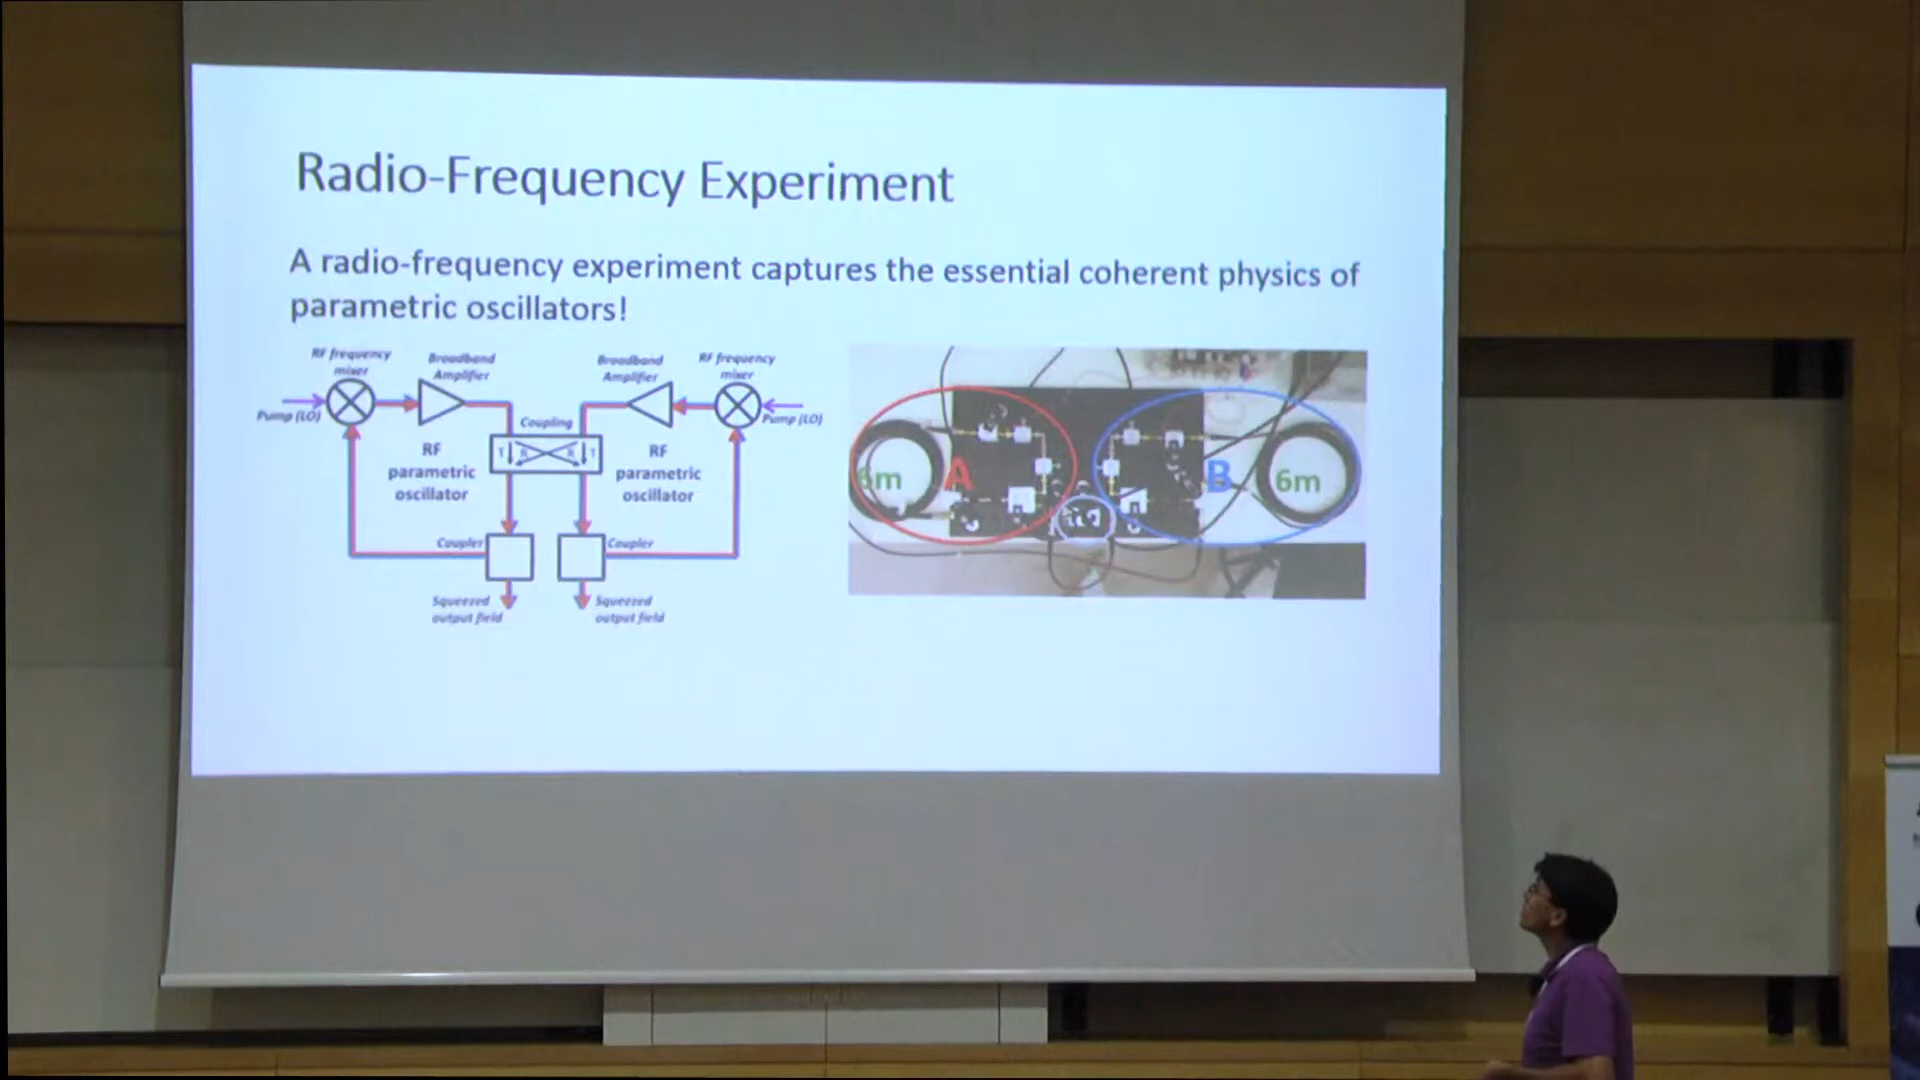 Radio-Frequency Experiment
A radio-frequency experiment captures the essential coherent physics of
parametric oscillators!
RF frequency
mixer
Broadband
Amplifier
Broadband
Amplifier
RF frequency
mixer
Pump (LO)
Coupling
Pump (LO)
T R R T
RF
parametric
oscillator
RF
parametric
oscillator
Coupler
Coupler
Squeezed
output field
Squeezed
output field
6m
A
B
6m